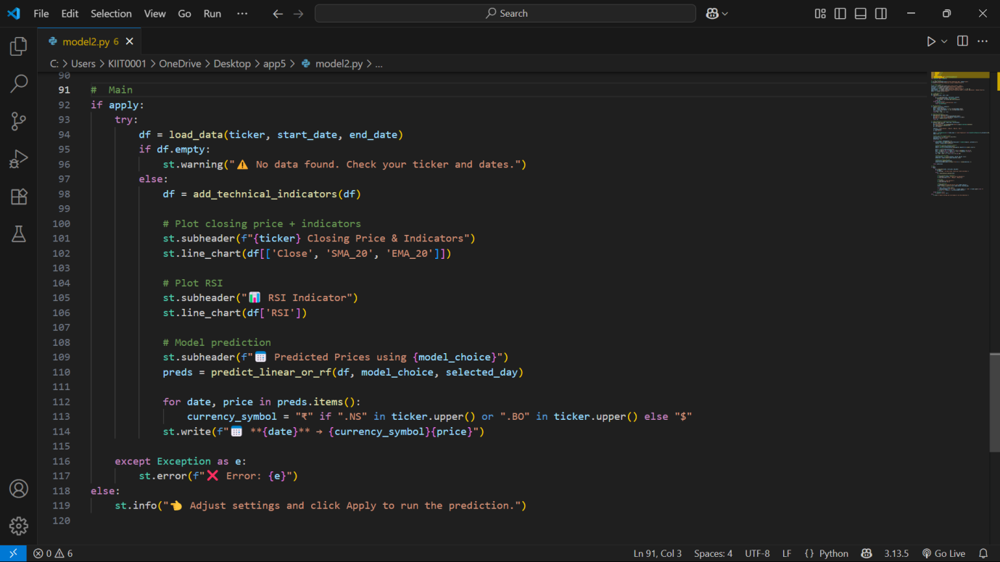 File Edit Selection View Go Run ··· Search
model2.py 6
C: > Users > KIIT0001 > OneDrive > Desktop > app5 > model2.py > ...
90
91 #  Main
92 if apply:
93     try:
94         df = load_data(ticker, start_date, end_date)
95         if df.empty:
96             st.warning("⚠️ No data found. Check your ticker and dates.")
97         else:
98             df = add_technical_indicators(df)
99
100             # Plot closing price + indicators
101             st.subheader(f"{ticker} Closing Price & Indicators")
102             st.line_chart(df[['Close', 'SMA_20', 'EMA_20']])
103
104             # Plot RSI
105             st.subheader("📊 RSI Indicator")
106             st.line_chart(df['RSI'])
107
108             # Model prediction
109             st.subheader(f"📅 Predicted Prices using {model_choice}")
110             preds = predict_linear_or_rf(df, model_choice, selected_day)
111
112             for date, price in preds.items():
113                 currency_symbol = "₹" if ".NS" in ticker.upper() or ".BO" in ticker.upper() else "$"
114             st.write(f"📅 **{date}** → {currency_symbol}{price}")
115
116     except Exception as e:
117         st.error(f"❌ Error: {e}")
118 else:
119     st.info("👈 Adjust settings and click Apply to run the prediction.")
120
0 6 Ln 91, Col 3 Spaces: 4 UTF-8 LF {} Python 3.13.5 Go Live